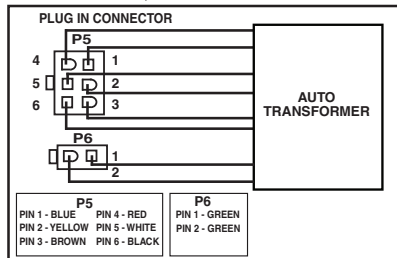 PLUG IN CONNECTOR
P5
4 1
5 2
6 3
P6
1
2
AUTO
TRANSFORMER
P5
PIN 1 - BLUE PIN 4 - RED
PIN 2 - YELLOW PIN 5 - WHITE
PIN 3 - BROWN PIN 6 - BLACK
P6
PIN 1 - GREEN
PIN 2 - GREEN